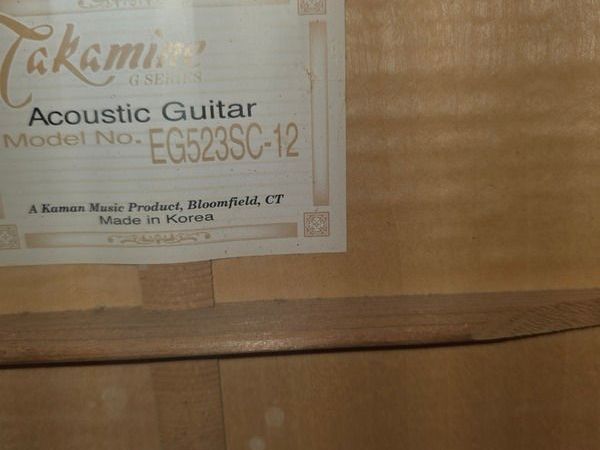 Takamine
G SERIES
Acoustic Guitar
Model No. EG523SC-12
A Kaman Music Product, Bloomfield, CT
Made in Korea